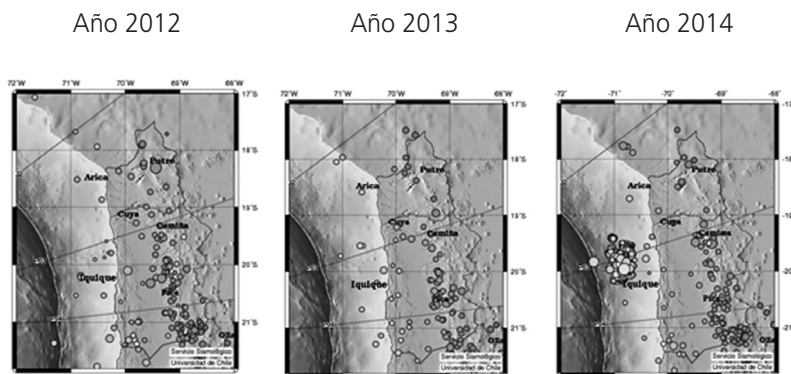 Año 2012
72°W 71°W 70°W 69°W 68°W
17°S
18°S
19°S
20°S
21°S
Putre
Arica
Cuya
Camiña
Iquique
Pica
Servicio Sismológico
Universidad de Chile
Año 2013
72°W 71°W 70°W 69°W 68°W
Putre
Arica
Cuya
Camiña
Iquique
Pica
Servicio Sismológico
Universidad de Chile
Año 2014
-72° -71° -70° -69° -68°
-18°
-19°
-20°
-21°
Putre
Arica
Cuya
Camiña
Iquique
Pica
Servicio Sismológico
Universidad de Chile